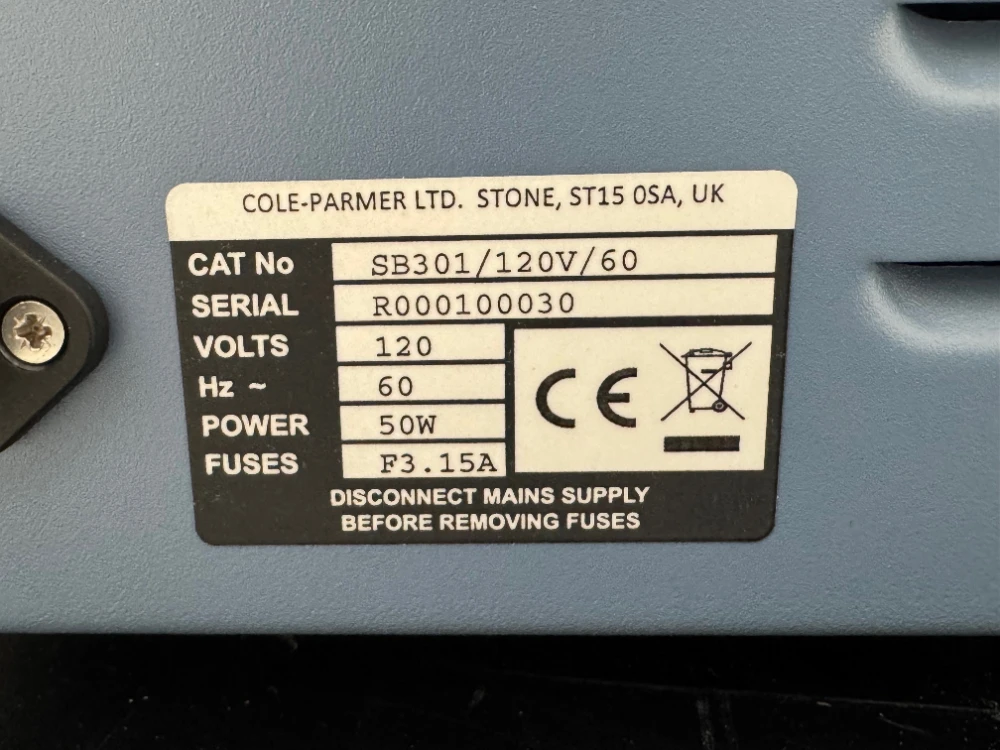 COLE-PARMER LTD. STONE, ST15 0SA, UK
CAT No SB301/120V/60
SERIAL R000100030
VOLTS 120
Hz ~ 60
POWER 50W
FUSES F3.15A
CE
DISCONNECT MAINS SUPPLY
BEFORE REMOVING FUSES